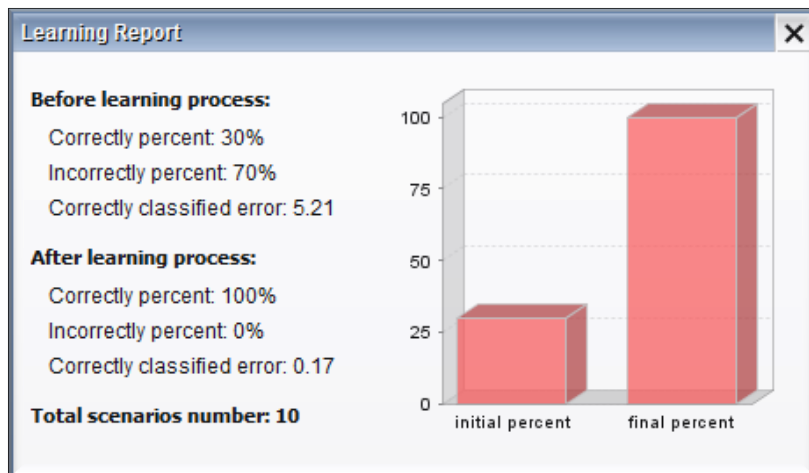 Learning Report
Before learning process:
Correctly percent: 30%
Incorrectly percent: 70%
Correctly classified error: 5.21
After learning process:
Correctly percent: 100%
Incorrectly percent: 0%
Correctly classified error: 0.17
Total scenarios number: 10
100
75
50
25
0
initial percent
final percent